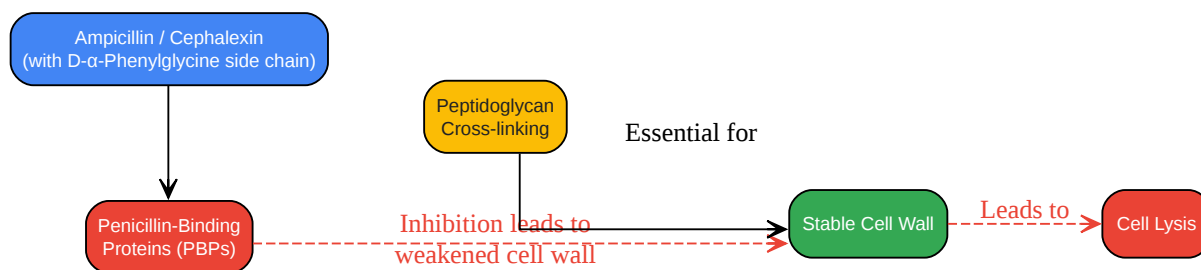 Ampicillin / Cephalexin
(with D-α-Phenylglycine side chain)
Peptidoglycan
Cross-linking
Essential for
Penicillin-Binding
Proteins (PBPs)
Inhibition leads to
weakened cell wall
Stable Cell Wall
Leads to
Cell Lysis